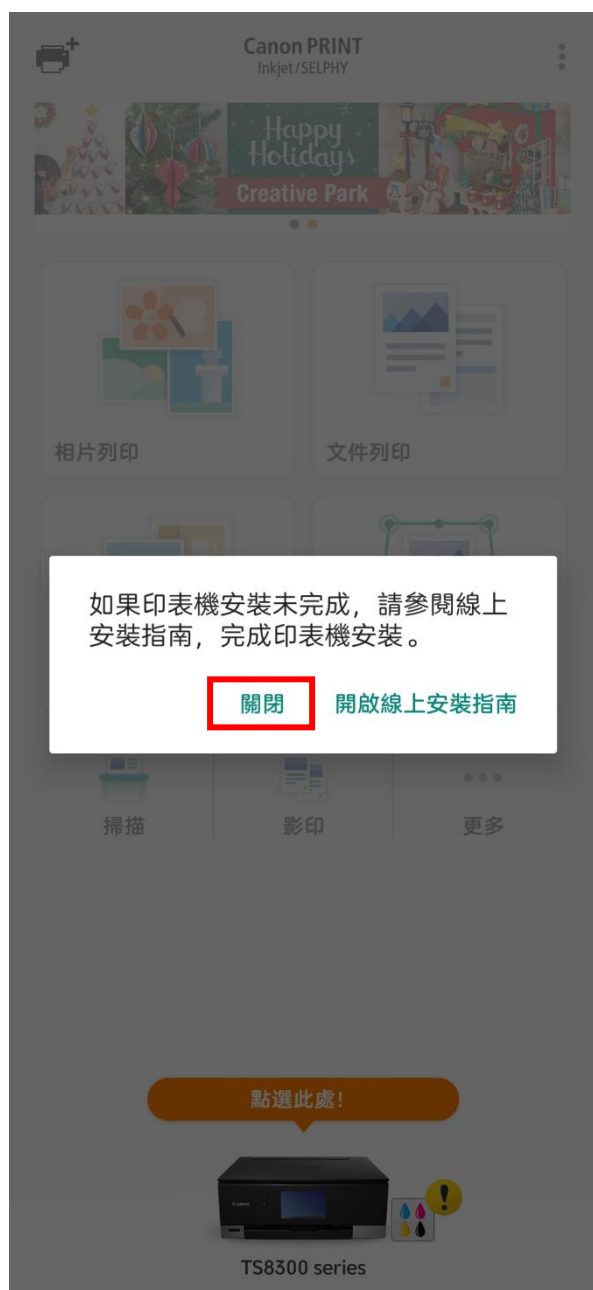 Canon PRINT
Inkjet/SELPHY
Happy
Holidays
Creative Park
相片列印
文件列印
如果印表機安裝未完成，請參閱線上
安裝指南，完成印表機安裝。
關閉
開啟線上安裝指南
掃描
影印
更多
點選此處！
Canon
TS8300 series